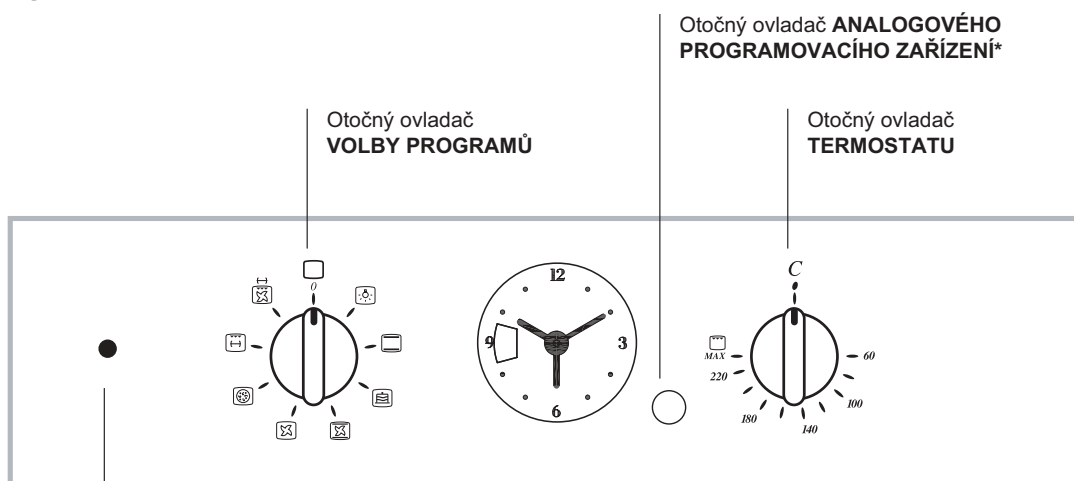 Otočný ovladač ANALOGOVÉHO
PROGRAMOVACÍHO ZAŘÍZENÍ*
Otočný ovladač
VOLBY PROGRAMŮ
Otočný ovladač
TERMOSTATU
0
12
9
3
6
C
MAX
60
220
100
180
140